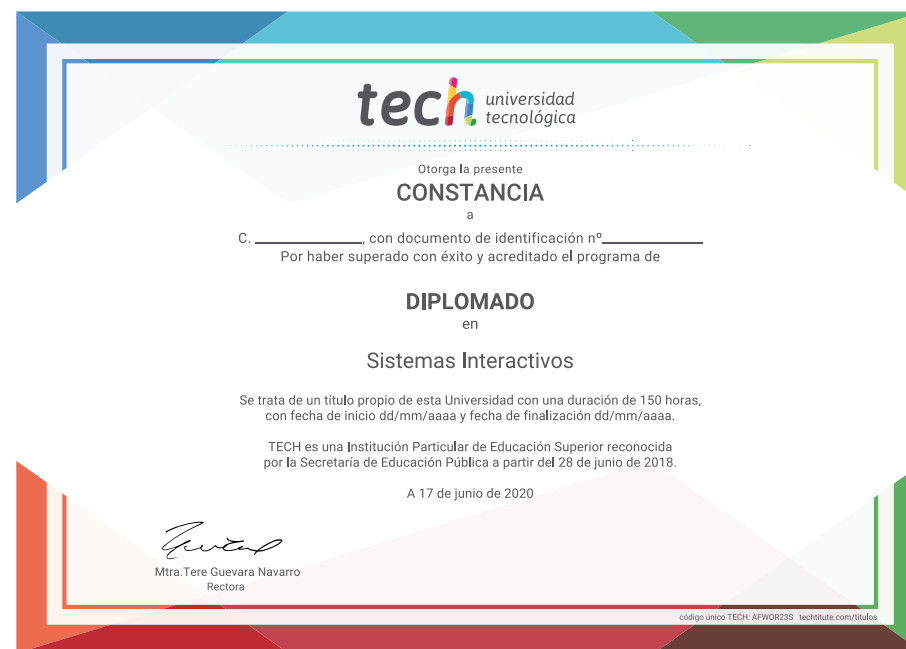 tech universidad
tecnológica
Otorga la presente
CONSTANCIA
a
C. ____________, con documento de identificación nº____________
Por haber superado con éxito y acreditado el programa de
DIPLOMADO
en
Sistemas Interactivos
Se trata de un título propio de esta Universidad con una duración de 150 horas,
con fecha de inicio dd/mm/aaaa y fecha de finalización dd/mm/aaaa.
TECH es una Institución Particular de Educación Superior reconocida
por la Secretaría de Educación Pública a partir del 28 de junio de 2018.
A 17 de junio de 2020
Mtra.Tere Guevara Navarro
Rectora
código único TECH: AFWOR23S techtitute.com/titulos